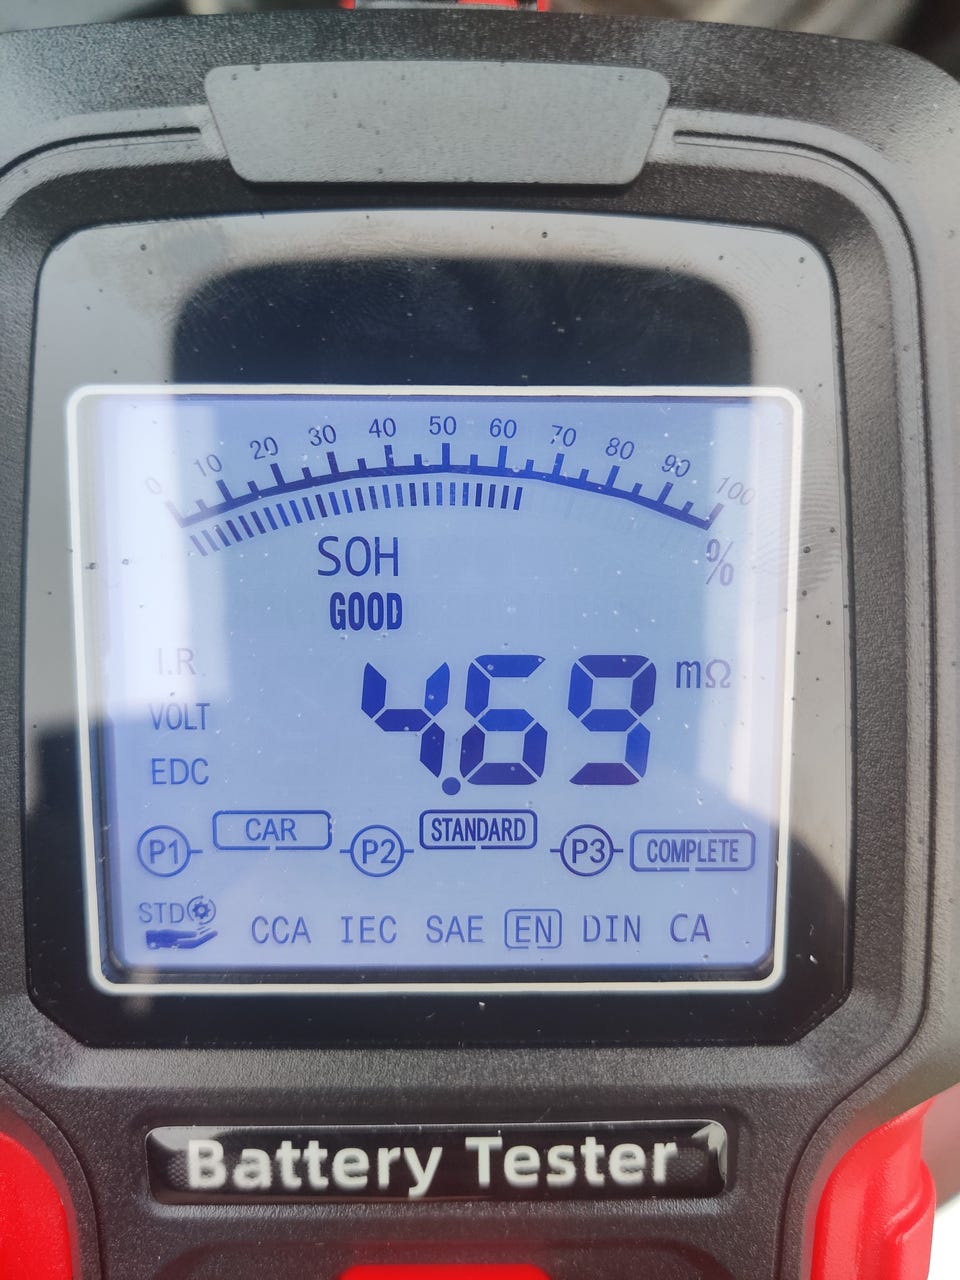 0 10 20 30 40 50 60 70 80 90 100
%
SOH
GOOD
I.R.
4.69 mΩ
VOLT
EDC
P1 CAR P2 STANDARD P3 COMPLETE
STD CCA IEC SAE EN DIN CA
Battery Tester